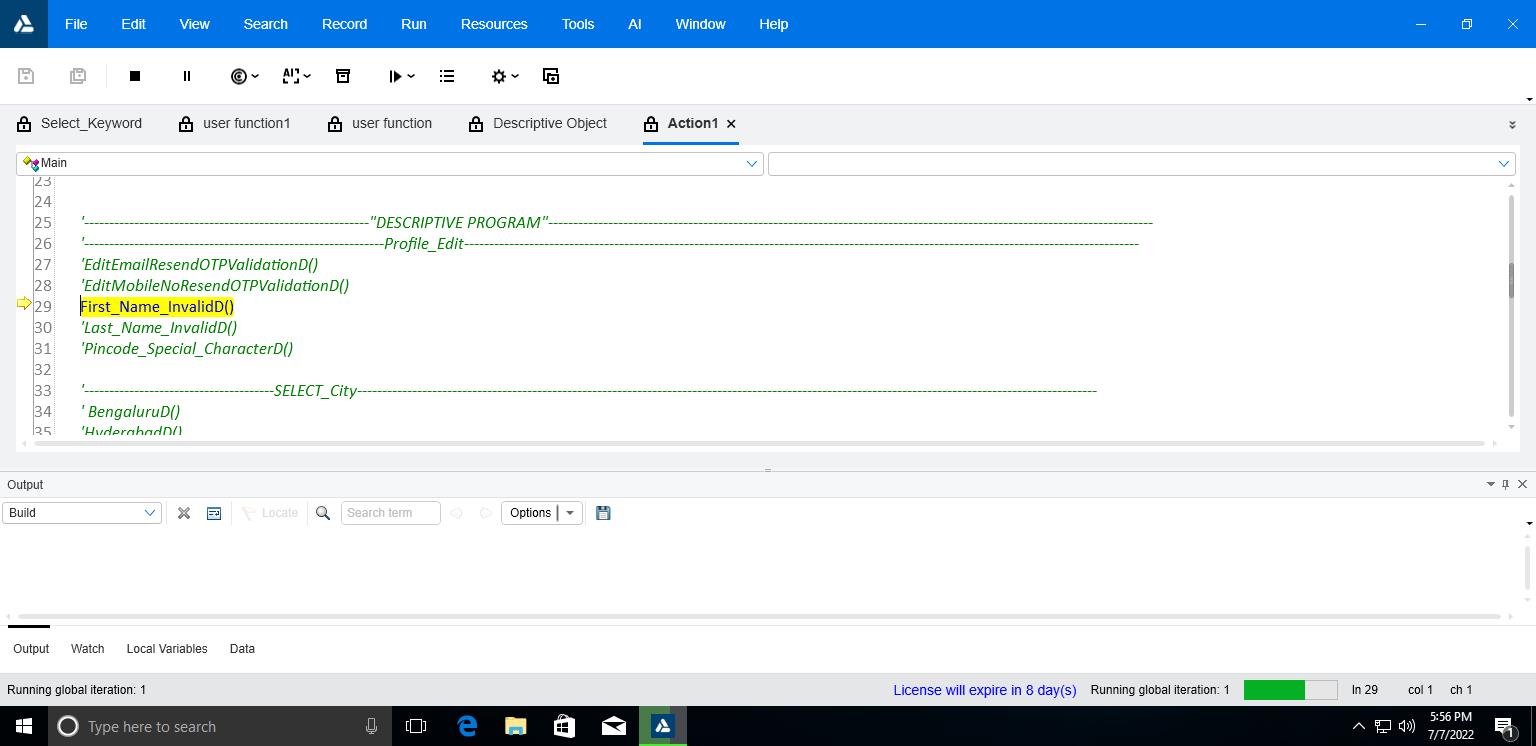 File Edit View Search Record Run Resources Tools AI Window Help
Select_Keyword user function1 user function Descriptive Object Action1
Main
23
24
25 '----------------------------------------------------------"DESCRIPTIVE PROGRAM"----------------------------------------------------------------------------------------------------------------------------
26 '-------------------------------------------------------------Profile_Edit------------------------------------------------------------------------------------------------------------------------------------------
27 'EditEmailResendOTPValidationD()
28 'EditMobileNoResendOTPValidationD()
29 First_Name_InvalidD()
30 'Last_Name_InvalidD()
31 'Pincode_Special_CharacterD()
32
33 '---------------------------------------SELECT_City--------------------------------------------------------------------------------------------------------------------------------------------------------
34 ' BengaluruD()
35 'HyderabadD()
Output
Build Locate Search term Options
Output Watch Local Variables Data
Running global iteration: 1 License will expire in 8 day(s) Running global iteration: 1 ln 29 col 1 ch 1
Type here to search
5:56 PM
7/7/2022
1